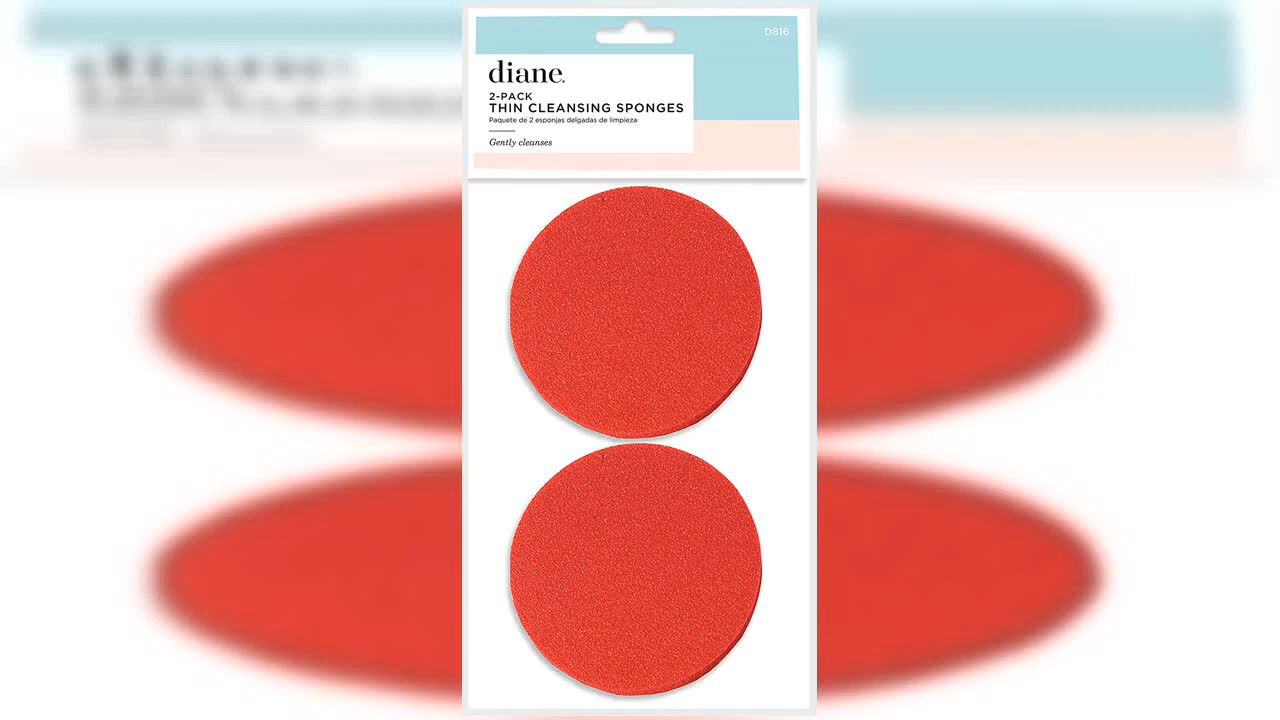 D816
diane.
2-PACK
THIN CLEANSING SPONGES
Paquete de 2 esponjas delgadas de limpieza
Gently cleanses